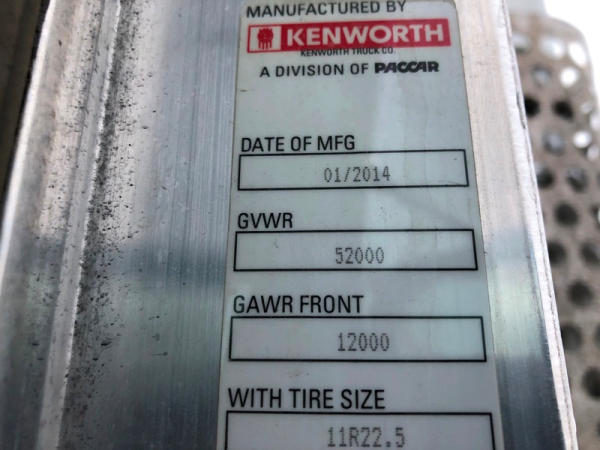 MANUFACTURED BY
KENWORTH
KENWORTH TRUCK CO.
A DIVISION OF PACCAR
DATE OF MFG
01/2014
GVWR
52000
GAWR FRONT
12000
WITH TIRE SIZE
11R22.5